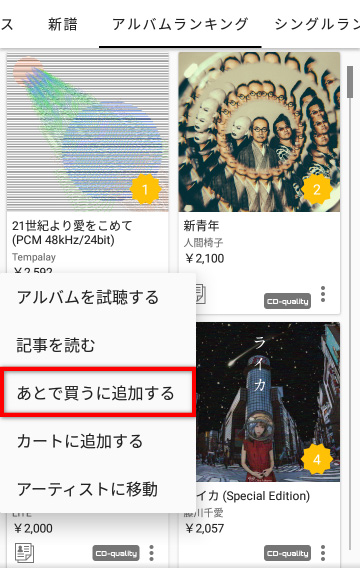 ス 新譜 アルバムランキング シングルラン
1
2
21世紀より愛をこめて
(PCM 48kHz/24bit)
Tempalay
￥2,592
新青年
人間椅子
￥2,100
CD-quality
アルバムを試聴する
記事を読む
あとで買うに追加する
カートに追加する
アーティストに移動
ライカ
4
イカ (Special Edition)
藤川千愛
￥2,057
LITE
￥2,000
CD-quality
CD-quality